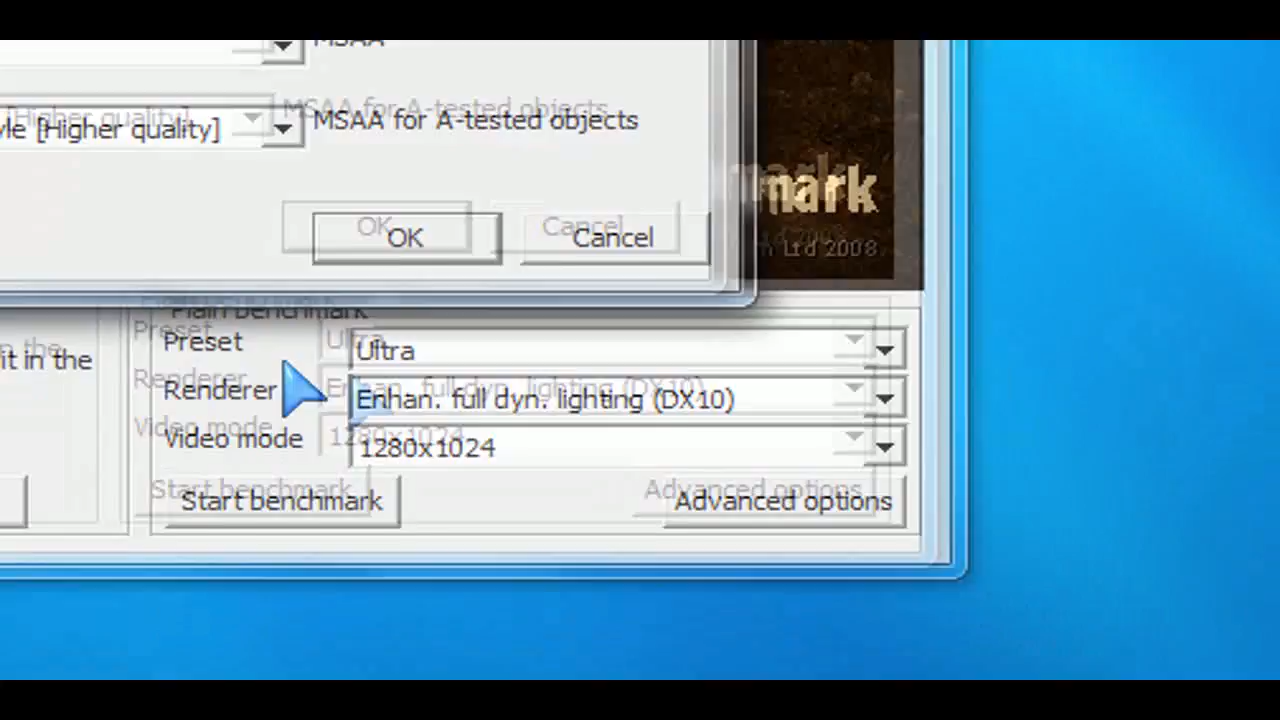 MSAA
[Higher quality]
MSAA for A-tested objects
mark
Ltd 2008
OK
Cancel
Plain benchmark
it in the
Preset
Ultra
Renderer
Enhan. full dyn. lighting (DX10)
Video mode
1280x1024
Start benchmark
Advanced options